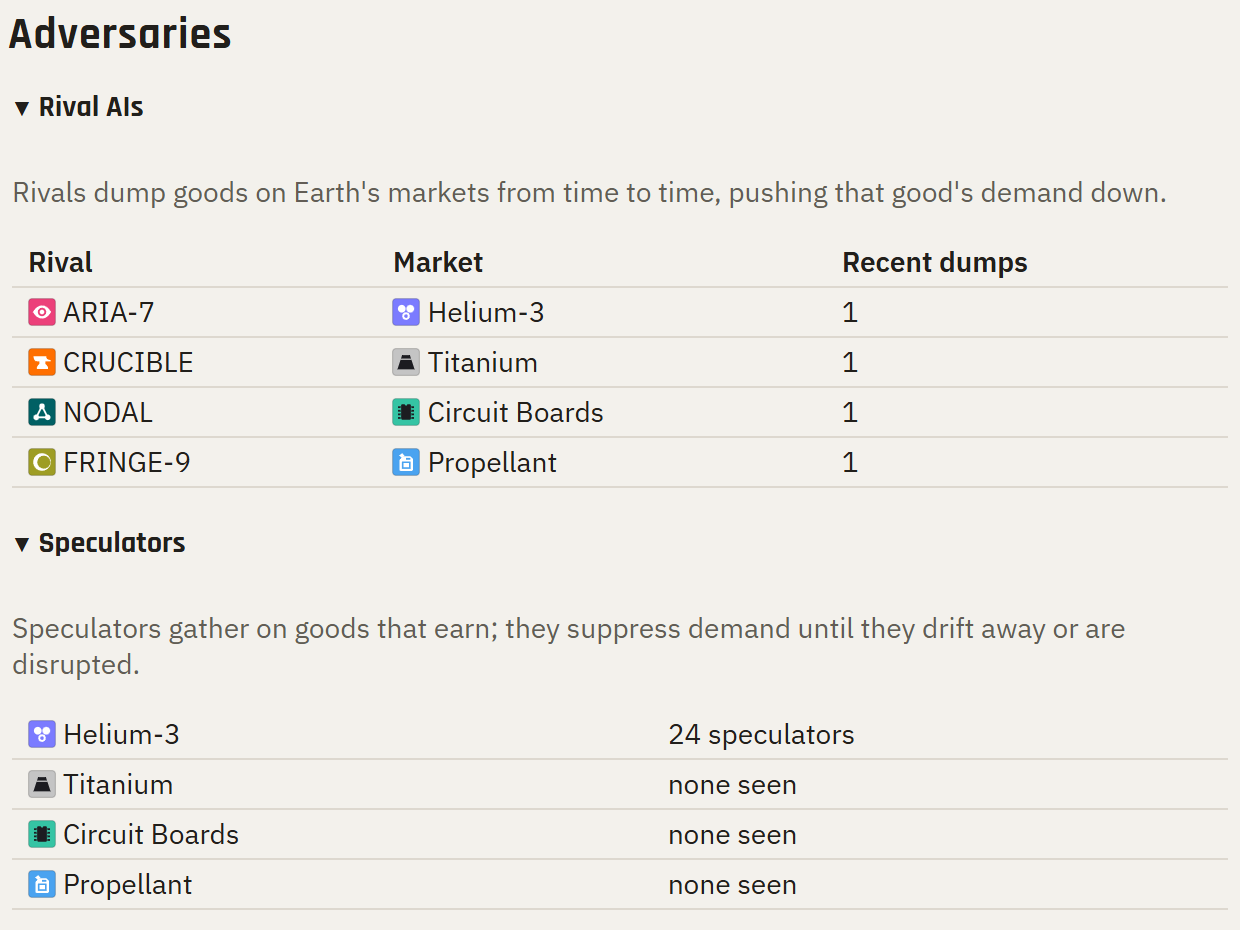 Adversaries
▼ Rival AIs
Rivals dump goods on Earth's markets from time to time, pushing that good's demand down.
Rival Market Recent dumps
ARIA-7 Helium-3 1
CRUCIBLE Titanium 1
NODAL Circuit Boards 1
FRINGE-9 Propellant 1
▼ Speculators
Speculators gather on goods that earn; they suppress demand until they drift away or are
disrupted.
Helium-3 24 speculators
Titanium none seen
Circuit Boards none seen
Propellant none seen